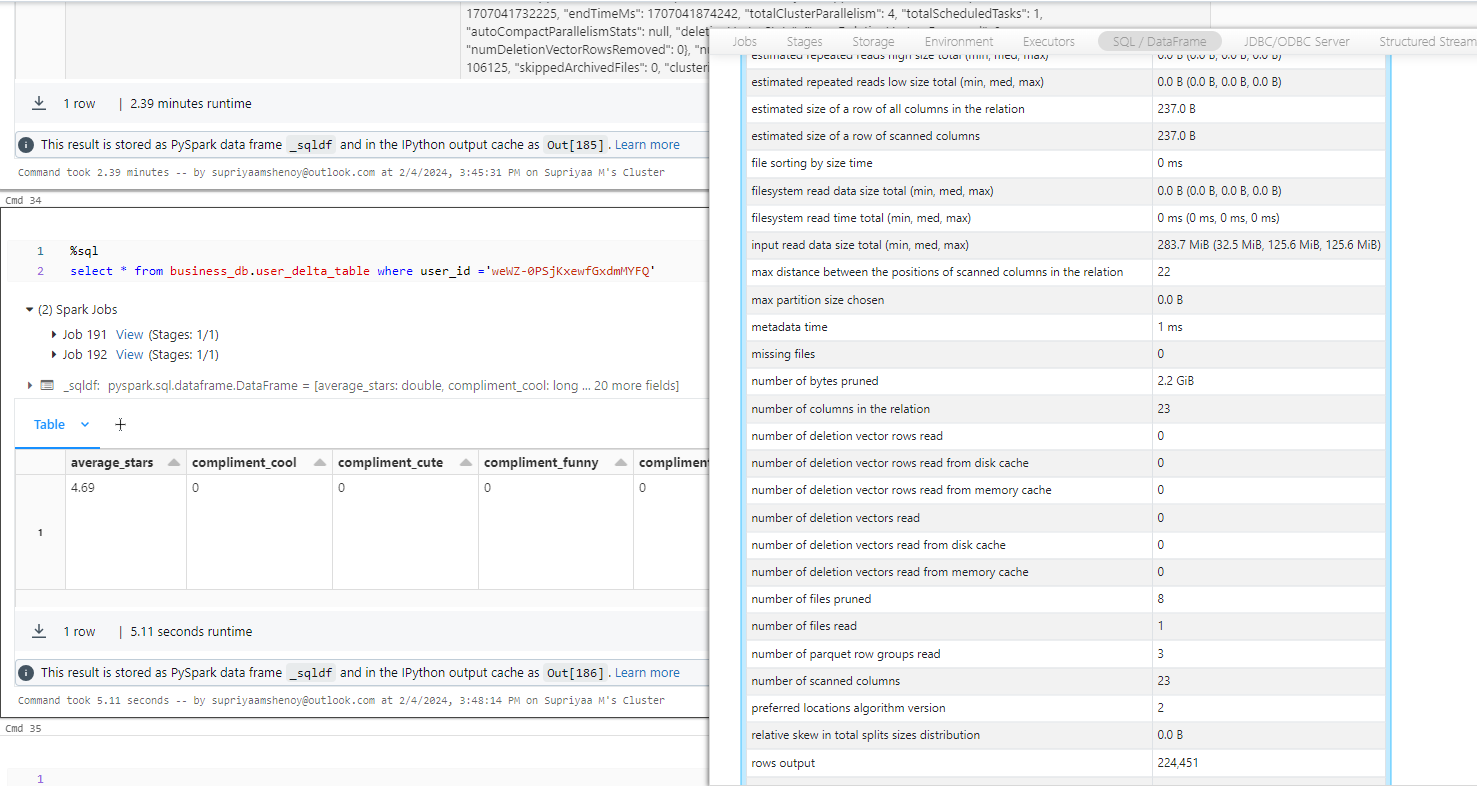 1707041732225, "endTimeMs": 1707041874242, "totalClusterParallelism": 4, "totalScheduledTasks": 1,
"autoCompactParallelismStats": null,
"numDeletionVectorRowsRemoved": 0},
106125, "skippedArchivedFiles": 0,
1 row | 2.39 minutes runtime
This result is stored as PySpark data frame _sqldf and in the IPython output cache as Out[185]. Learn more
Command took 2.39 minutes -- by supriyaamshenoy@outlook.com at 2/4/2024, 3:45:31 PM on Supriyaa M's Cluster
Cmd 34
1 %sql
2 select * from business_db.user_delta_table where user_id ='weWZ-0PSjKxewfGxdmMYFQ'
(2) Spark Jobs
Job 191 View (Stages: 1/1)
Job 192 View (Stages: 1/1)
_sqldf: pyspark.sql.dataframe.DataFrame = [average_stars: double, compliment_cool: long ... 20 more fields]
Table +
average_stars compliment_cool compliment_cute compliment_funny compliment
1 4.69 0 0 0 0
1 row | 5.11 seconds runtime
This result is stored as PySpark data frame _sqldf and in the IPython output cache as Out[186]. Learn more
Command took 5.11 seconds -- by supriyaamshenoy@outlook.com at 2/4/2024, 3:48:14 PM on Supriyaa M's Cluster
Cmd 35
1
Jobs Stages Storage Environment Executors SQL / DataFrame JDBC/ODBC Server Structured Stream
estimated repeated reads high size total (min, med, max) 0.0 B (0.0 B, 0.0 B, 0.0 B)
estimated repeated reads low size total (min, med, max) 0.0 B (0.0 B, 0.0 B, 0.0 B)
estimated size of a row of all columns in the relation 237.0 B
estimated size of a row of scanned columns 237.0 B
file sorting by size time 0 ms
filesystem read data size total (min, med, max) 0.0 B (0.0 B, 0.0 B, 0.0 B)
filesystem read time total (min, med, max) 0 ms (0 ms, 0 ms, 0 ms)
input read data size total (min, med, max) 283.7 MiB (32.5 MiB, 125.6 MiB, 125.6 MiB)
max distance between the positions of scanned columns in the relation 22
max partition size chosen 0.0 B
metadata time 1 ms
missing files 0
number of bytes pruned 2.2 GiB
number of columns in the relation 23
number of deletion vector rows read 0
number of deletion vector rows read from disk cache 0
number of deletion vector rows read from memory cache 0
number of deletion vectors read 0
number of deletion vectors read from disk cache 0
number of deletion vectors read from memory cache 0
number of files pruned 8
number of files read 1
number of parquet row groups read 3
number of scanned columns 23
preferred locations algorithm version 2
relative skew in total splits sizes distribution 0.0 B
rows output 224,451